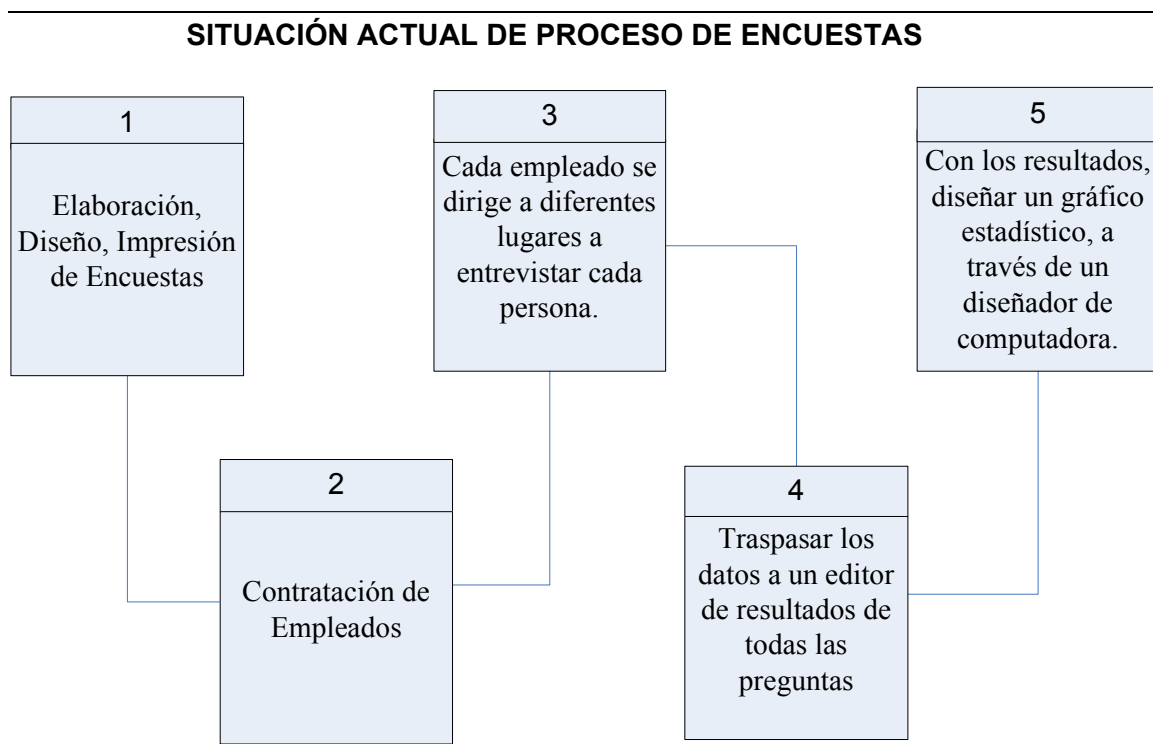 SITUACIÓN ACTUAL DE PROCESO DE ENCUESTAS
1
Elaboración,
Diseño, Impresión
de Encuestas
2
Contratación de
Empleados
3
Cada empleado se
dirige a diferentes
lugares a
entrevistar cada
persona.
4
Traspasar los
datos a un editor
de resultados de
todas las
preguntas
5
Con los resultados,
diseñar un gráfico
estadístico, a
través de un
diseñador de
computadora.